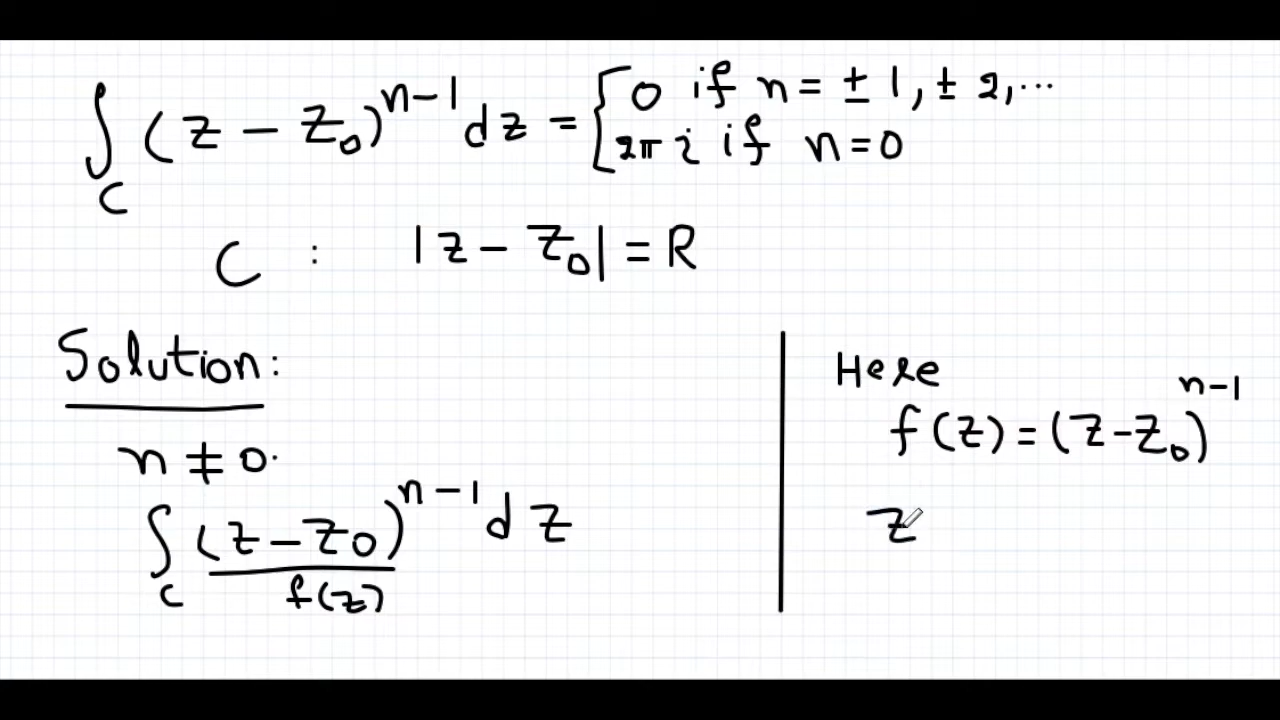 ∫_C (z - z₀)^{n-1} dz = { 0 if n = ± 1, ± 2, ...
2πi if n = 0
C : |z - z₀| = R
Solution:
n ≠ 0.
∫_C (z - z₀)^{n-1} dz
f(z)
Here
f(z) = (z - z₀)^{n-1}
z